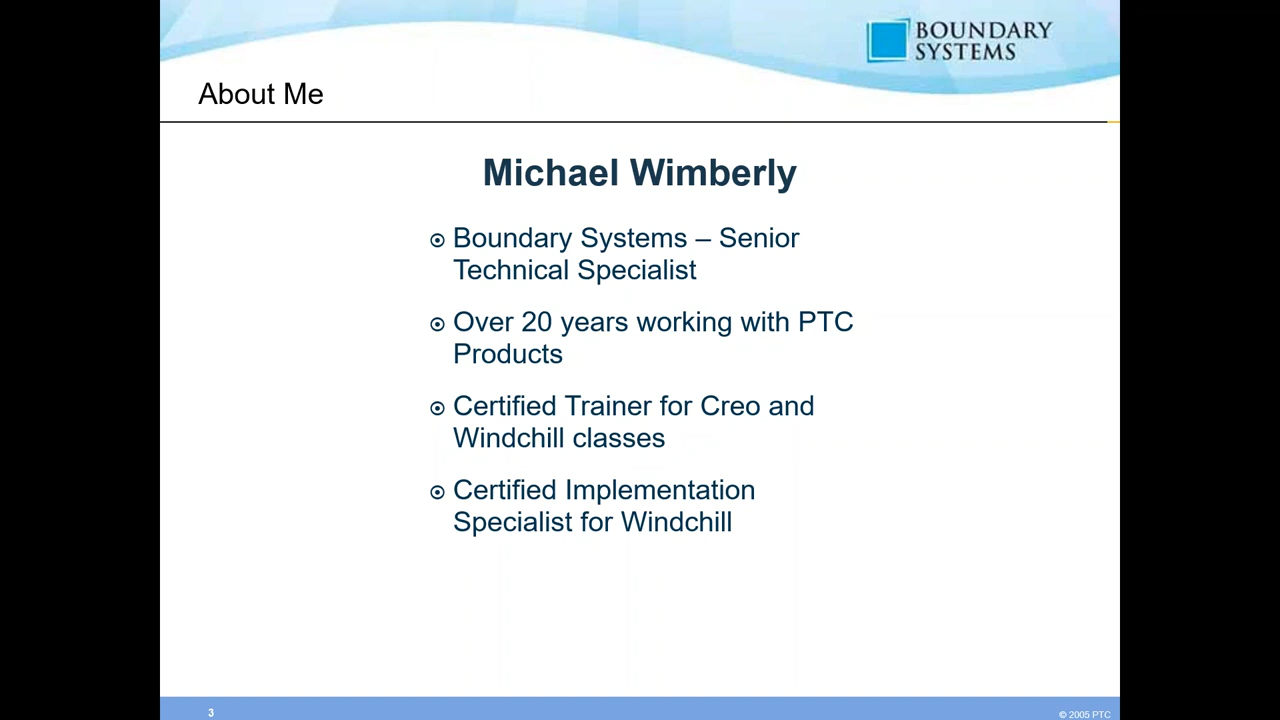 BOUNDARY
SYSTEMS
About Me
Michael Wimberly
Boundary Systems – Senior
Technical Specialist
Over 20 years working with PTC
Products
Certified Trainer for Creo and
Windchill classes
Certified Implementation
Specialist for Windchill
3
© 2005 PTC